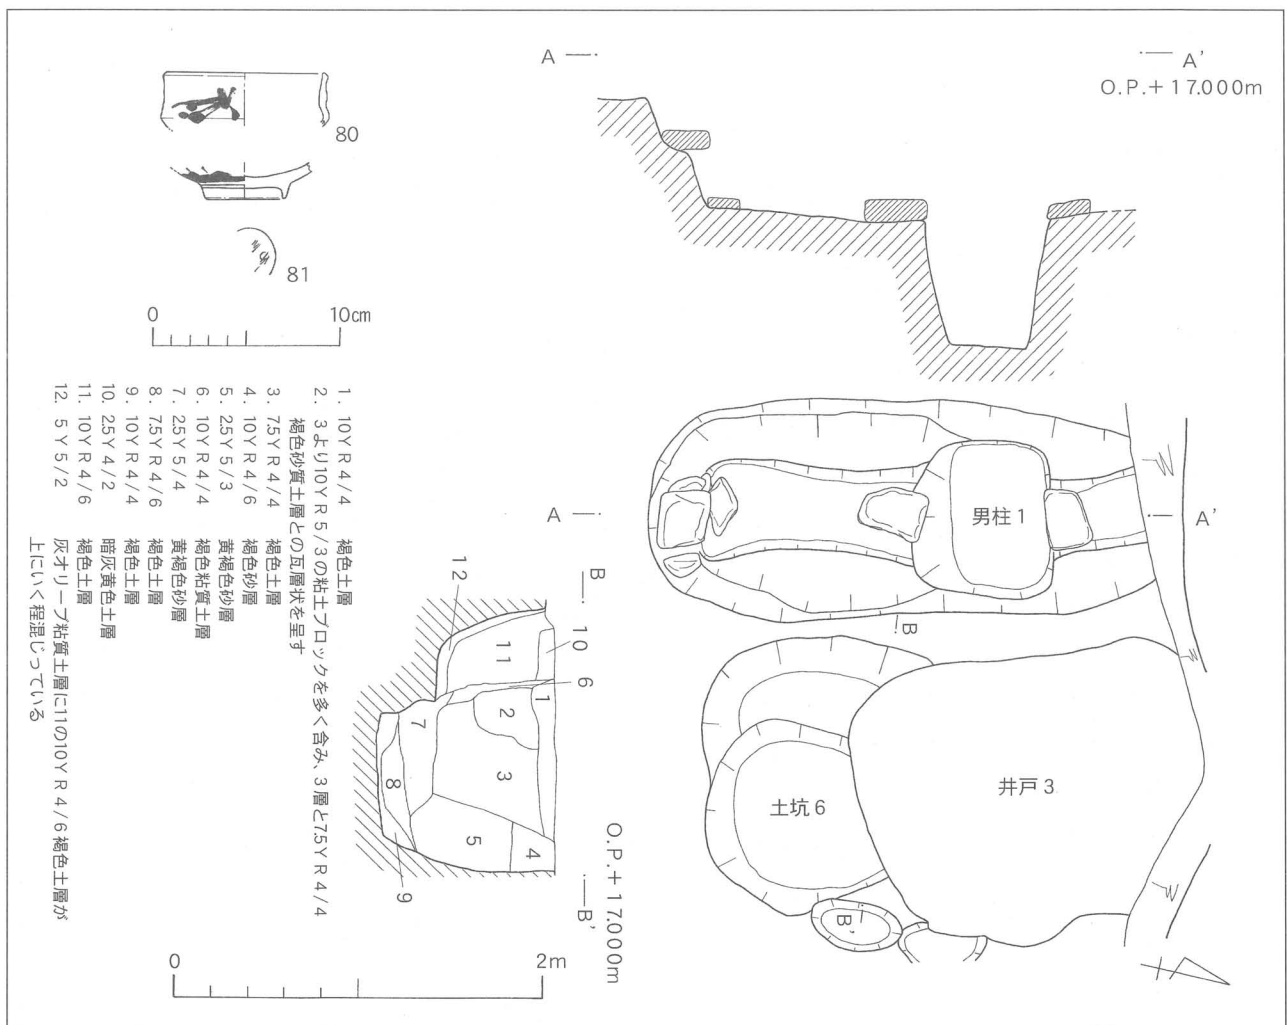 A
A'
O.P.+17.000m
80
81
0 10cm
1. 10YR4/4 褐色土層
2. 3より10YR5/3の粘土ブロックを多く含み、3層と7.5YR4/4
褐色砂質土層との瓦層状を呈す
3. 7.5YR4/4 褐色土層
4. 10YR4/6 褐色砂層
5. 2.5Y5/3 黄褐色砂層
6. 10YR4/4 褐色粘質土層
7. 2.5Y5/4 黄褐色砂層
8. 7.5YR4/6 褐色土層
9. 10YR4/4 褐色土層
10. 2.5Y4/2 暗灰黄色土層
11. 10YR4/6 褐色土層
12. 5Y5/2 灰オリーブ粘質土層に11の10YR4/6褐色土層が
上にいく程混じっている
A
A'
男柱1
B
B
12
11
10
6
1
2
7
3
8
5
4
9
土坑6
井戸3
O.P.+17.000m
B'
B'
0 2m